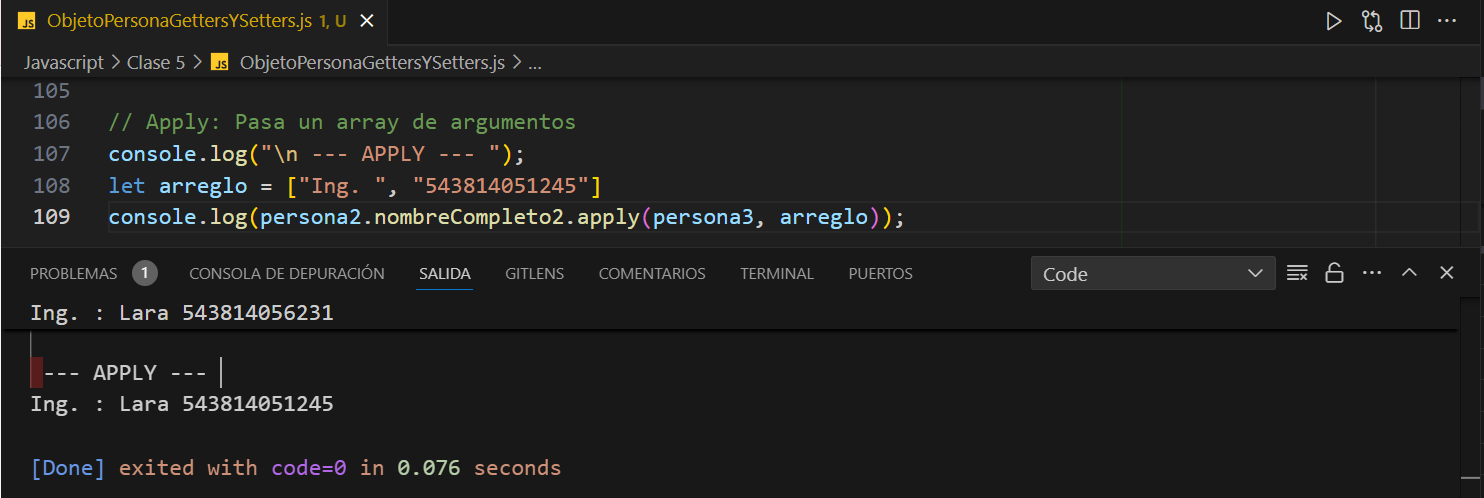 JS ObjetoPersonaGettersYSetters.js 1, U
Javascript > Clase 5 > JS ObjetoPersonaGettersYSetters.js > ...
105
106 // Apply: Pasa un array de argumentos
107 console.log("\n --- APPLY --- ");
108 let arreglo = ["Ing. ", "543814051245"]
109 console.log(persona2.nombreCompleto2.apply(persona3, arreglo));
PROBLEMAS 1 CONSOLA DE DEPURACIÓN SALIDA GITLENS COMENTARIOS TERMINAL PUERTOS Code
Ing. : Lara 543814056231
--- APPLY ---
Ing. : Lara 543814051245
[Done] exited with code=0 in 0.076 seconds